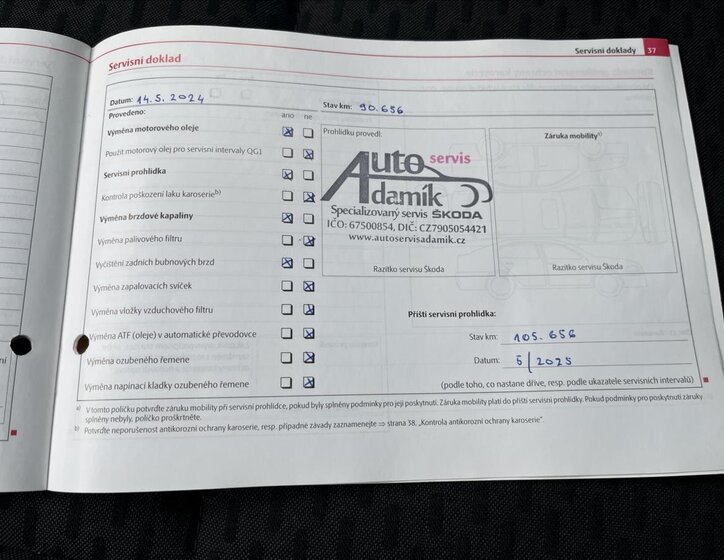 Servisní doklady 37
Servisní doklad
Datum: 14.5.2024
Stav km: 90.656
Provedeno: ano ne
Výměna motorového oleje
Použit motorový olej pro servisní intervaly QG1
Servisní prohlídka
Kontrola poškození laku karoserie b)
Výměna brzdové kapaliny
Výměna palivového filtru
Vyčištění zadních bubnových brzd
Výměna zapalovacích svíček
Výměna vložky vzduchového filtru
Výměna ATF (oleje) v automatické převodovce
Výměna ozubeného řemene
Výměna napínací kladky ozubeného řemene
Prohlídku provedl:
Auto servis
Adamík
Specializovaný servis ŠKODA
IČO: 67500854, DIČ: CZ7905054421
www.autoservisadamik.cz
Razítko servisu Škoda
Záruka mobility a)
Razítko servisu Škoda
Příští servisní prohlídka:
Stav km: 105.656
Datum: 5/2025
(podle toho, co nastane dříve, resp. podle ukazatele servisních intervalů)
a) V tomto políčku potvrďte záruku mobility při servisní prohlídce, pokud byly splněny podmínky pro její poskytnutí. Záruka mobility platí do příští servisní prohlídky. Pokud podmínky pro poskytnutí záruky
splněny nebyly, políčko proškrtněte.
b) Potvrďte neporušenost antikorozní ochrany karoserie, resp. případné závady zaznamenejte ⇒ strana 38, „Kontrola antikorozní ochrany karoserie".